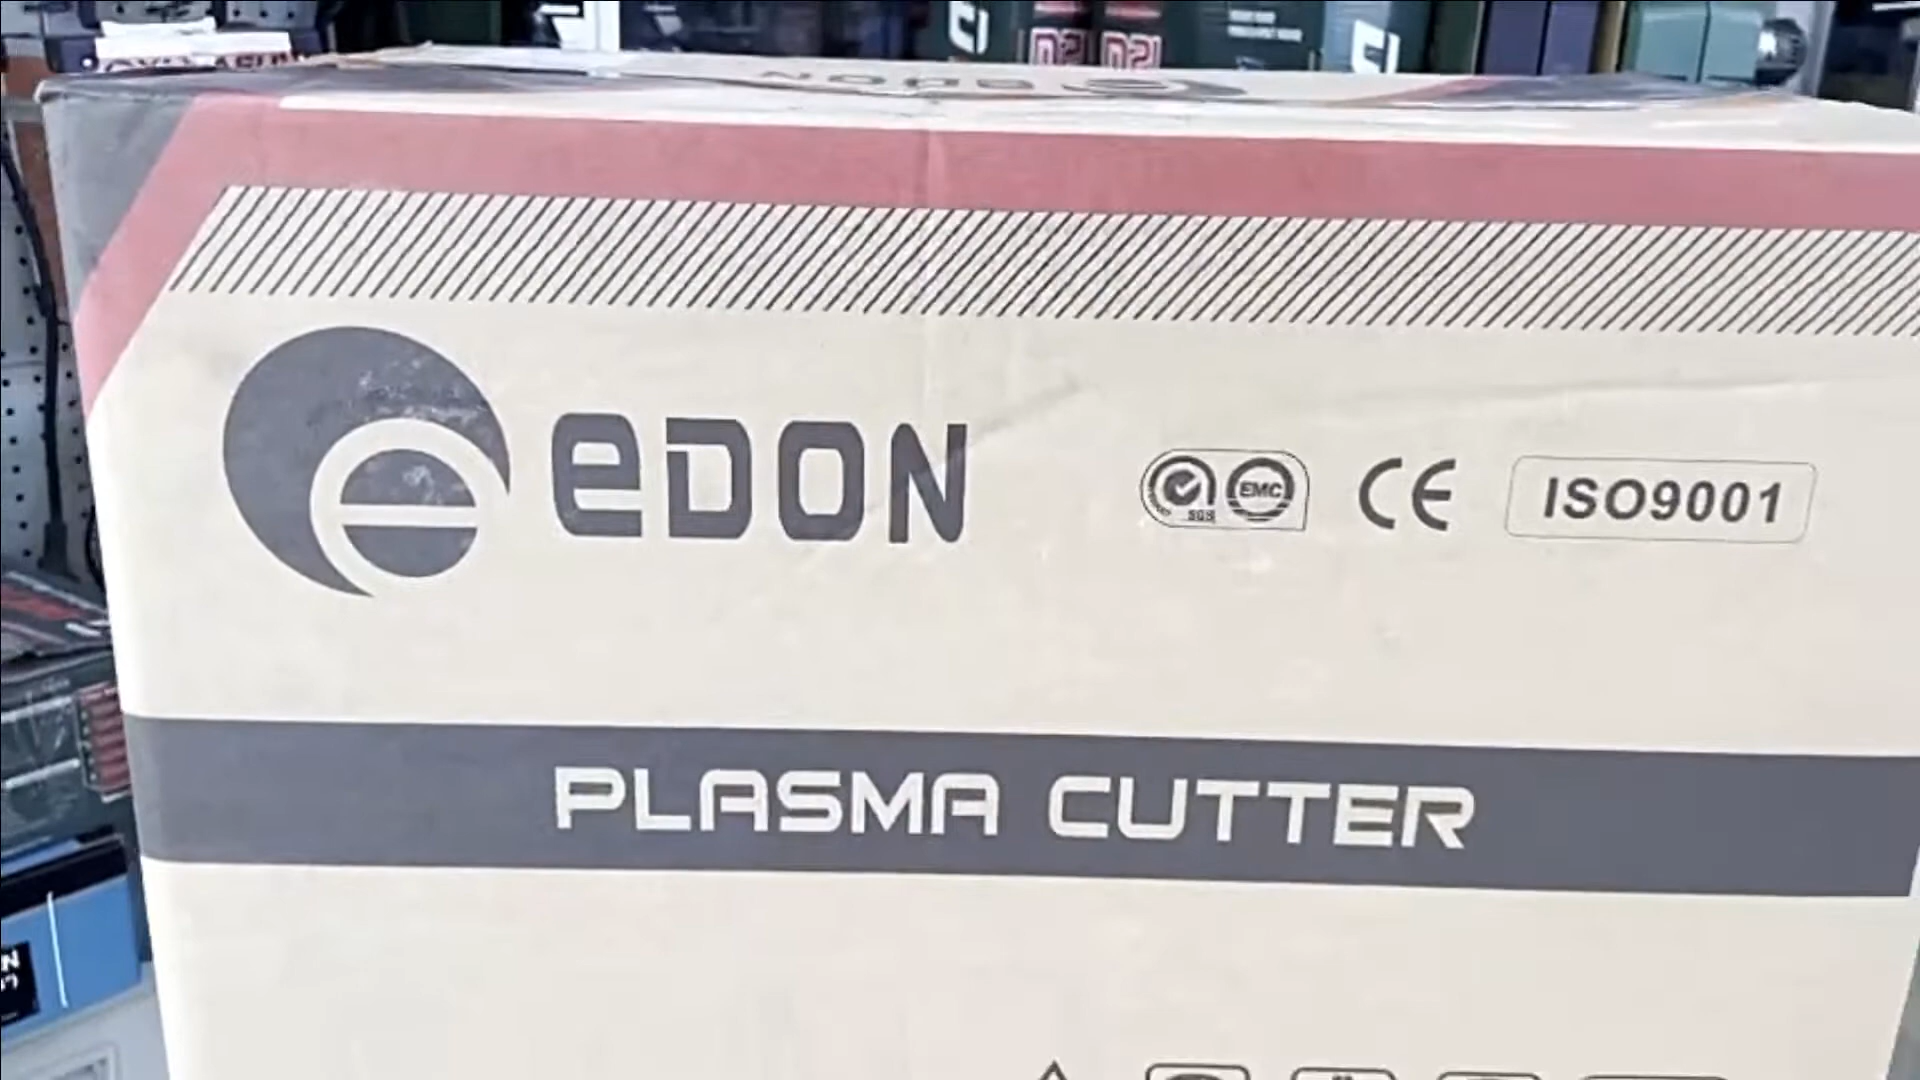 eDON
SGS
EMC
CE
ISO9001
PLASMA CUTTER